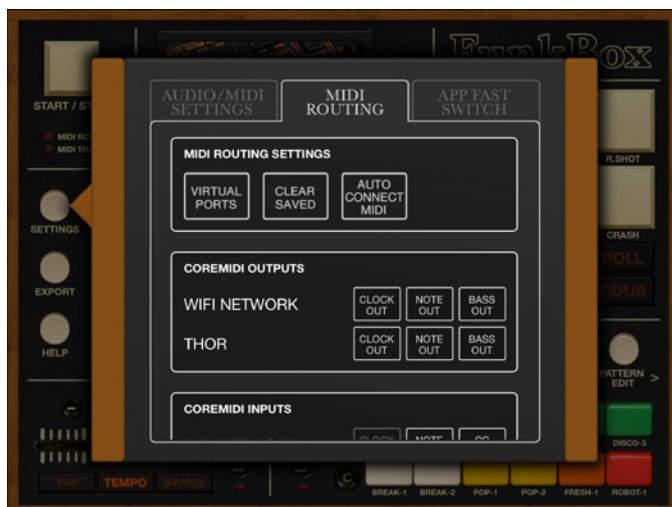 FunkBox
AUDIO/MIDI
SETTINGS
MIDI
ROUTING
APP FAST
SWITCH
START / ST
MIDI RC
MIDI TR
MIDI ROUTING SETTINGS
VIRTUAL
PORTS
CLEAR
SAVED
AUTO
CONNECT
MIDI
R.SHOT
SETTINGS
CRASH
ROLL
ODUB
COREMIDI OUTPUTS
EXPORT
WIFI NETWORK
CLOCK
OUT
NOTE
OUT
BASS
OUT
THOR
CLOCK
OUT
NOTE
OUT
BASS
OUT
HELP
PATTERN
EDIT >
COREMIDI INPUTS
CLOCK NOTE CC
DISCO-3
TAP TEMPO SWING
C
BREAK-1 BREAK-2 POP-1 POP-2 FRESH-1 ROBOT-1